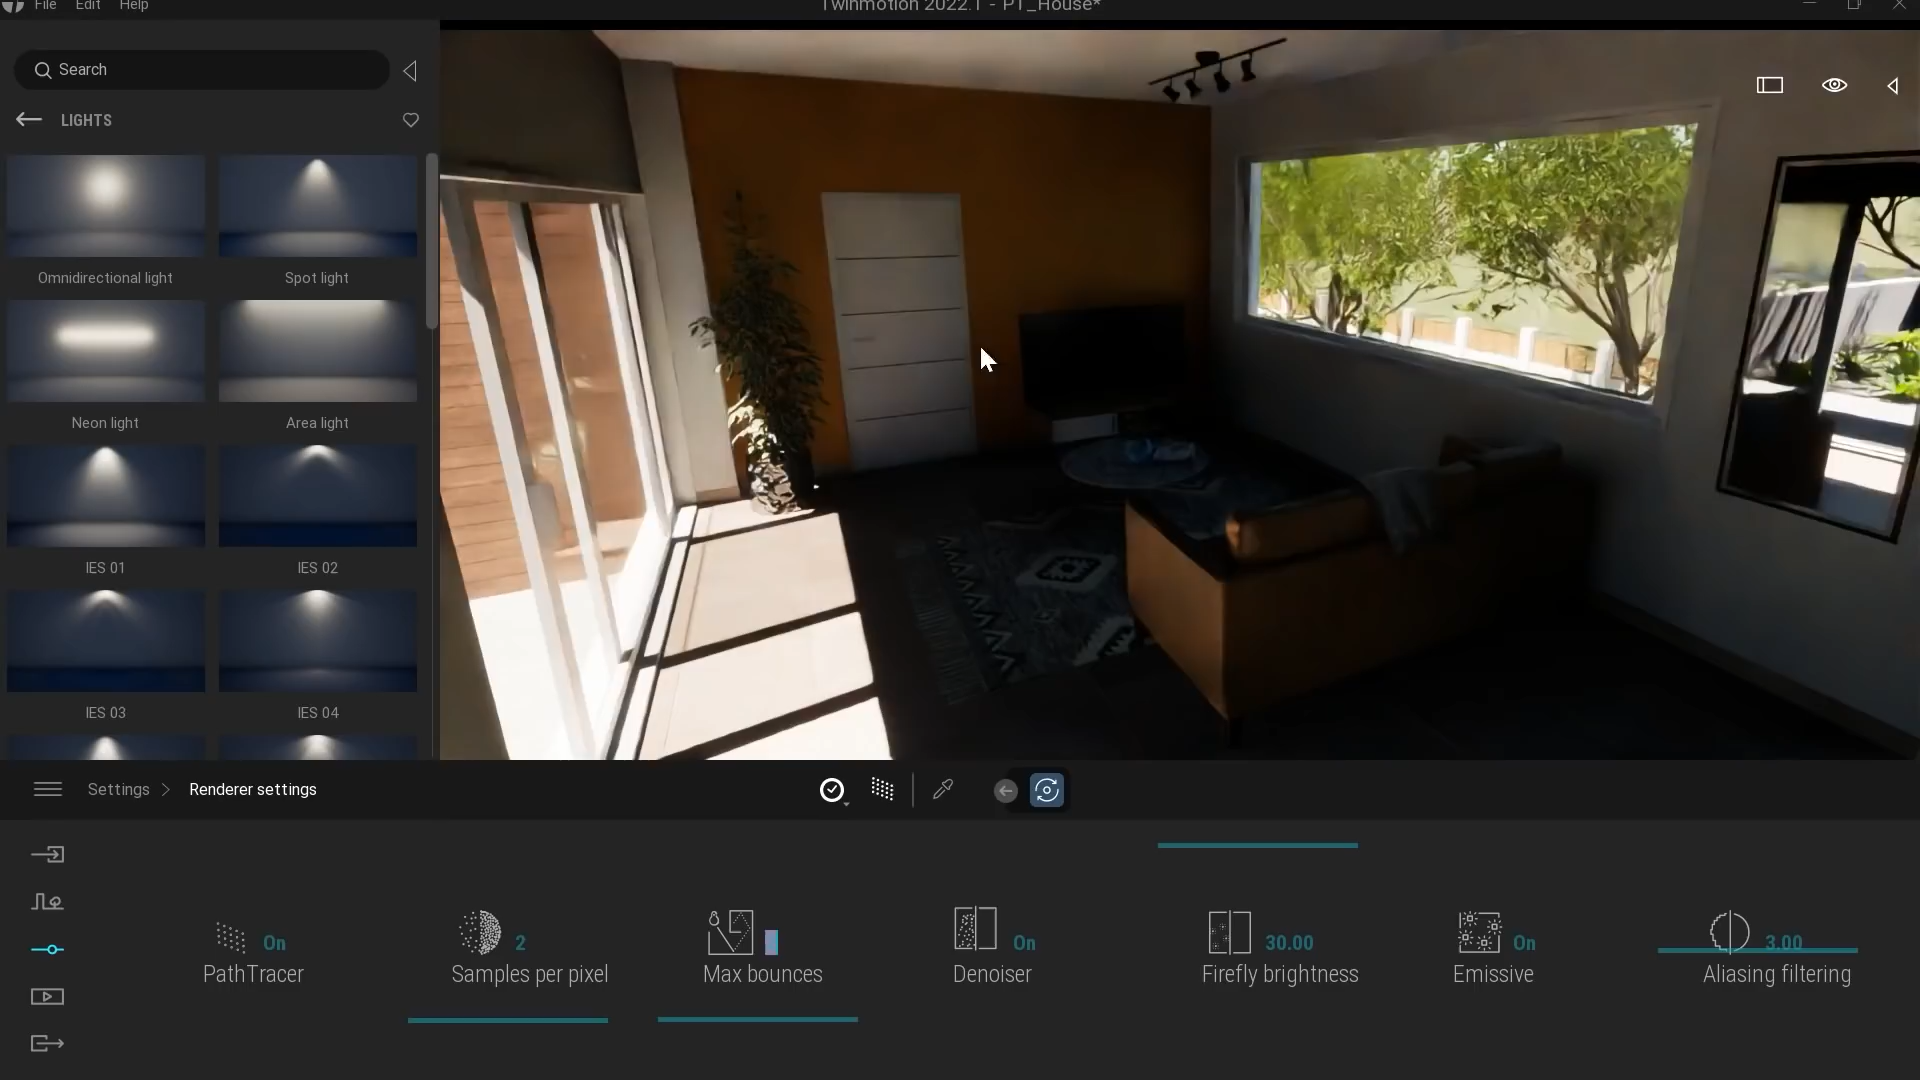 File Edit Help
Twinmotion 2022.1 - PT_House*
Search
LIGHTS
Omnidirectional light
Spot light
Neon light
Area light
IES 01
IES 02
IES 03
IES 04
Settings
Renderer settings
On
PathTracer
2
Samples per pixel
Max bounces
On
Denoiser
30.00
Firefly brightness
On
Emissive
3.00
Aliasing filtering